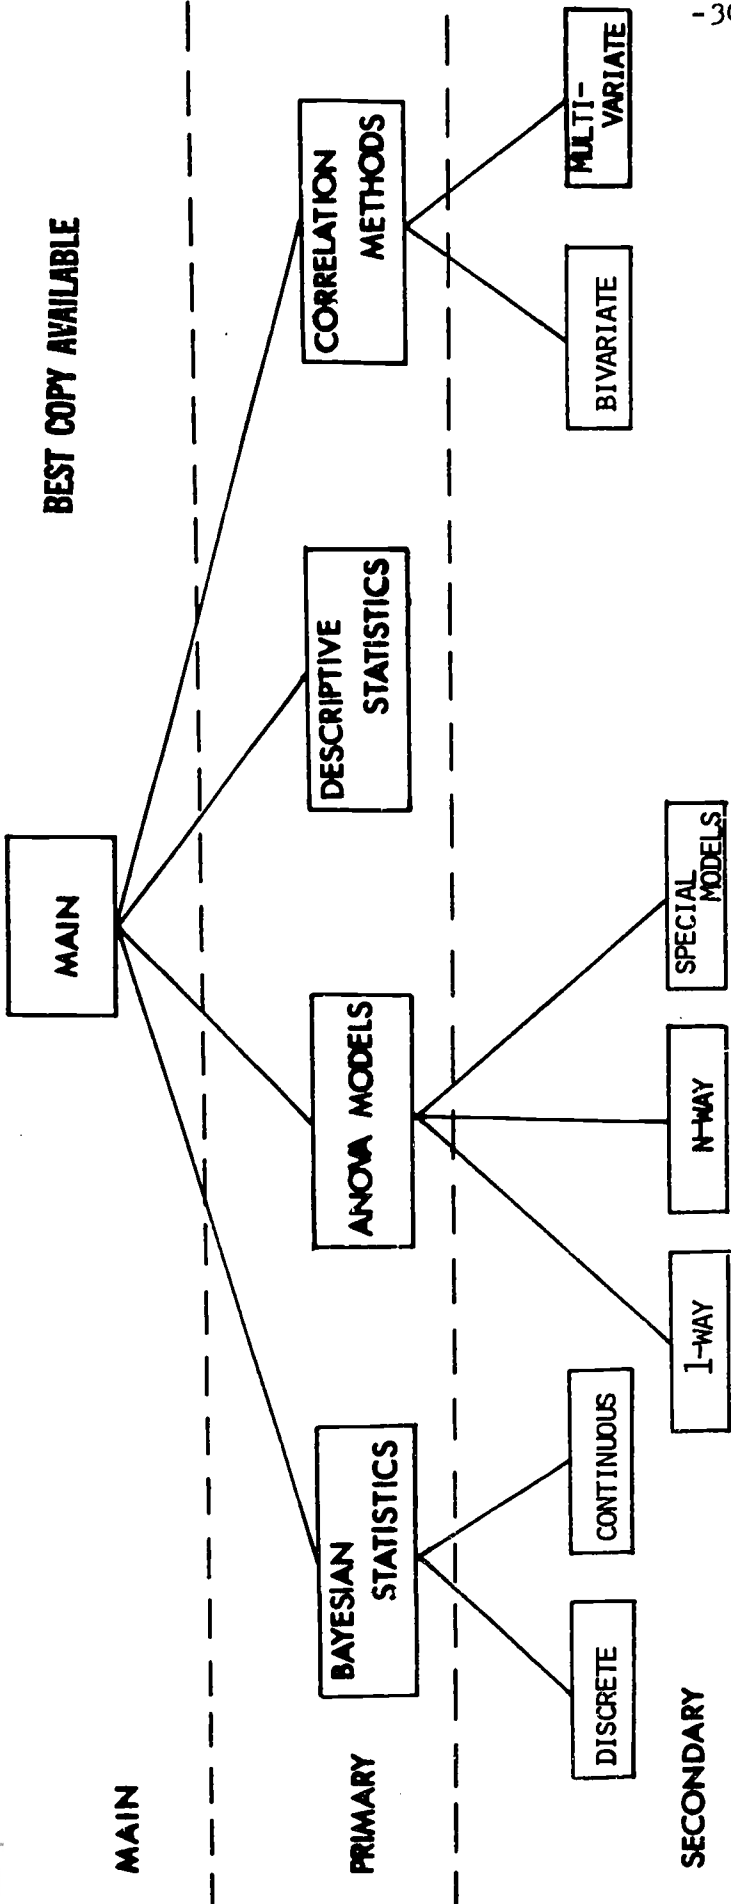 BEST COPY AVAILABLE
MAIN
MAIN
PRIMARY
BAYESIAN
STATISTICS
ANOVA MODELS
DESCRIPTIVE
STATISTICS
CORRELATION
METHODS
SECONDARY
DISCRETE
CONTINUOUS
1-WAY
N-WAY
SPECIAL
MODELS
BIVARIATE
MULTI-
VARIATE